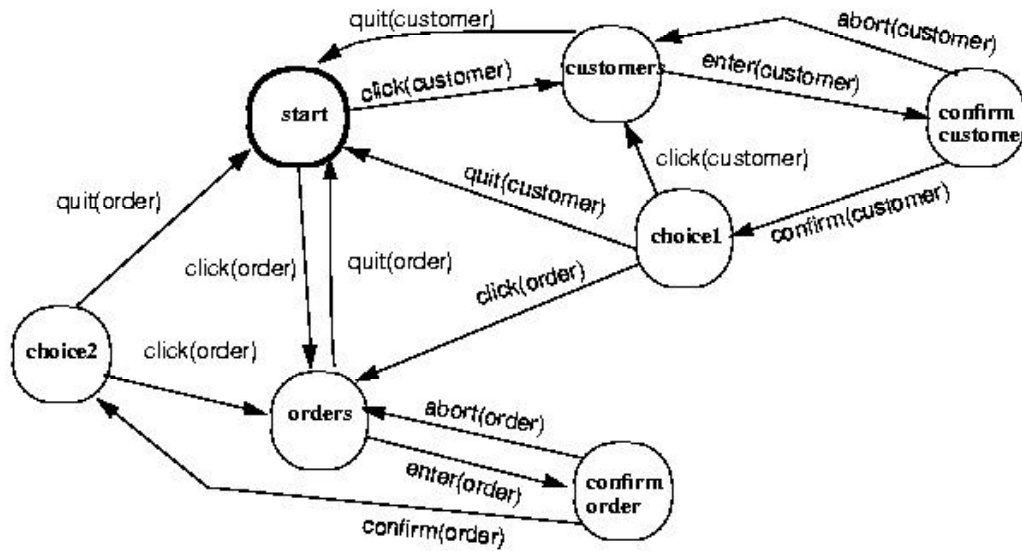 quit(customer)
abort(customer)
customers
enter(customer)
click(customer)
start
confirm
customer
click(customer)
quit(customer)
quit(order)
choice1
confirm(customer)
click(order)
quit(order)
click(order)
choice2
click(order)
orders
abort(order)
enter(order)
confirm
order
confirm(order)